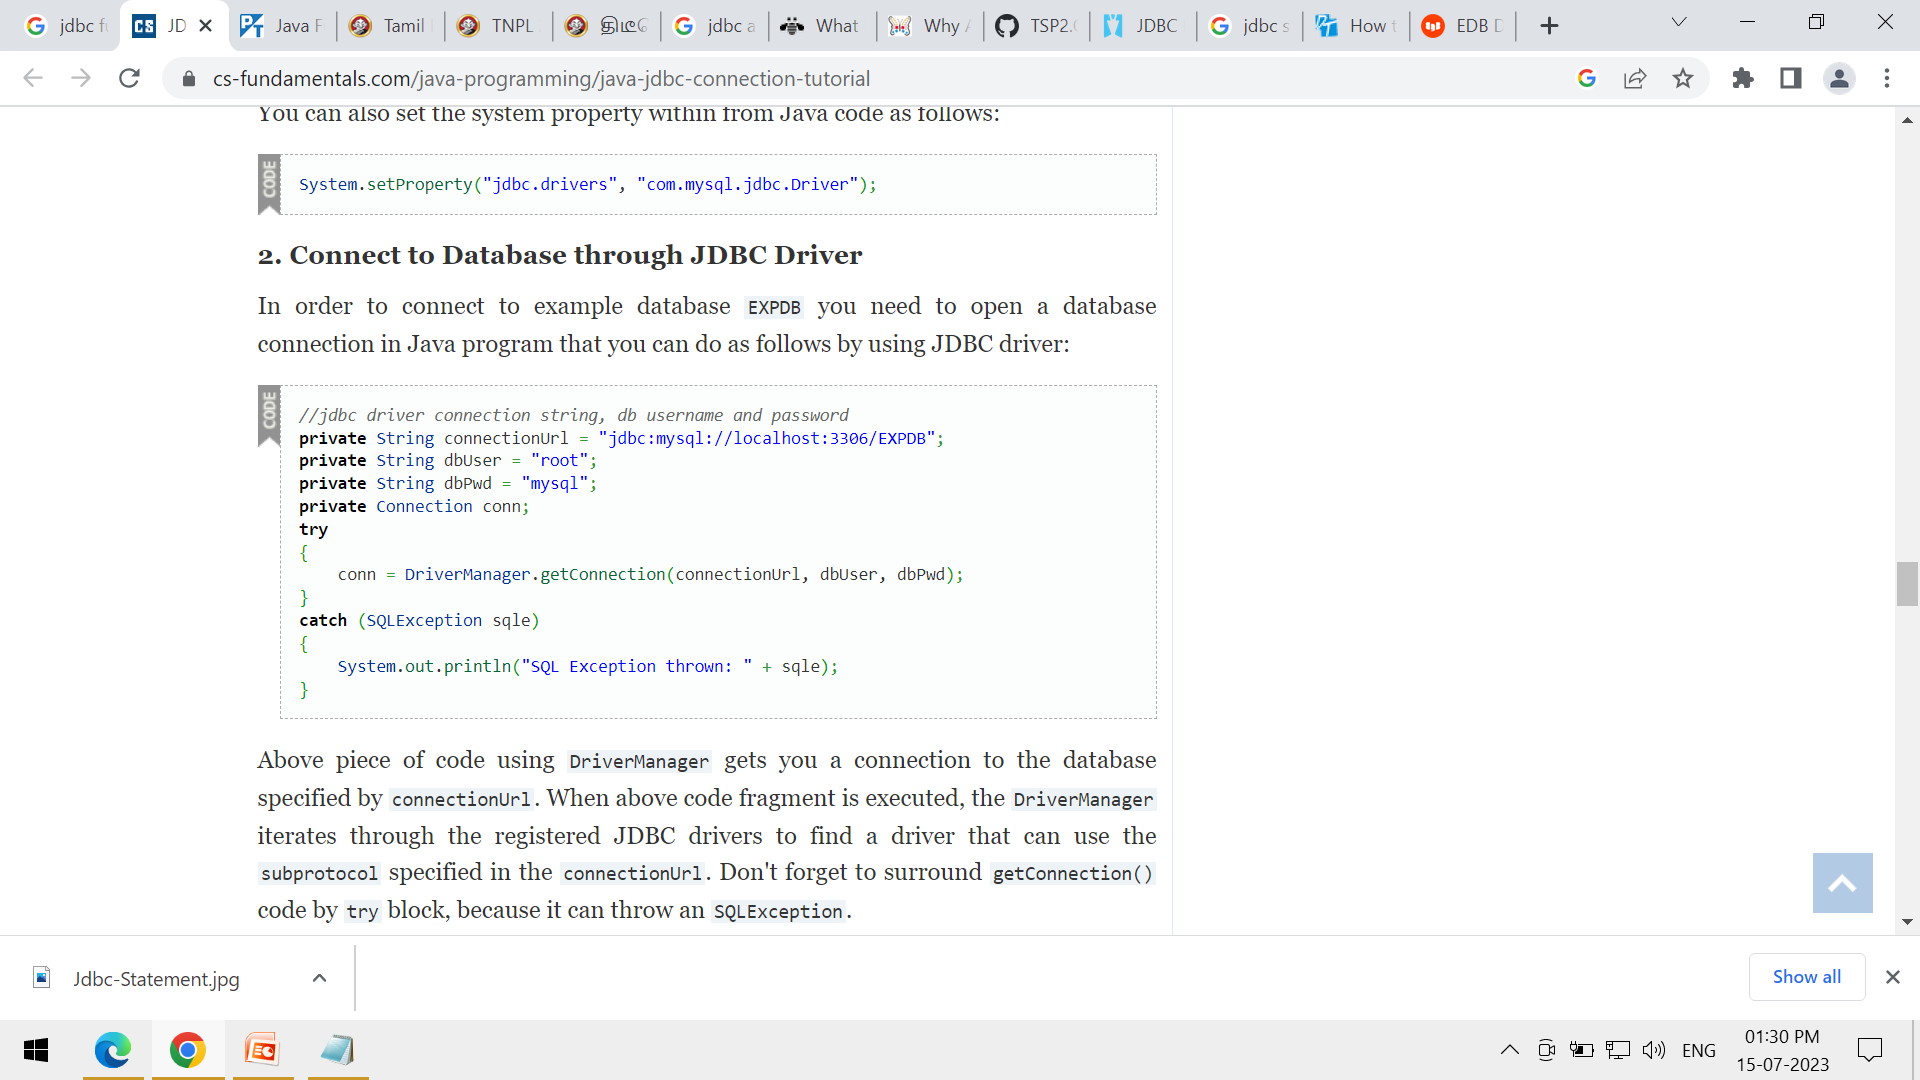 jdbc f
JD
Java F
Tamil
TNPL
jdbc a
What
Why
TSP2.
JDBC
jdbc s
How t
EDB D
cs-fundamentals.com/java-programming/java-jdbc-connection-tutorial
You can also set the system property within from Java code as follows:
CODE
System.setProperty("jdbc.drivers", "com.mysql.jdbc.Driver");
2. Connect to Database through JDBC Driver
In order to connect to example database EXPDB you need to open a database
connection in Java program that you can do as follows by using JDBC driver:
CODE
//jdbc driver connection string, db username and password
private String connectionUrl = "jdbc:mysql://localhost:3306/EXPDB";
private String dbUser = "root";
private String dbPwd = "mysql";
private Connection conn;
try
{
conn = DriverManager.getConnection(connectionUrl, dbUser, dbPwd);
}
catch (SQLException sqle)
{
System.out.println("SQL Exception thrown: " + sqle);
}
Above piece of code using DriverManager gets you a connection to the database
specified by connectionUrl. When above code fragment is executed, the DriverManager
iterates through the registered JDBC drivers to find a driver that can use the
subprotocol specified in the connectionUrl. Don't forget to surround getConnection()
code by try block, because it can throw an SQLException.
Jdbc-Statement.jpg
Show all
ENG
01:30 PM
15-07-2023